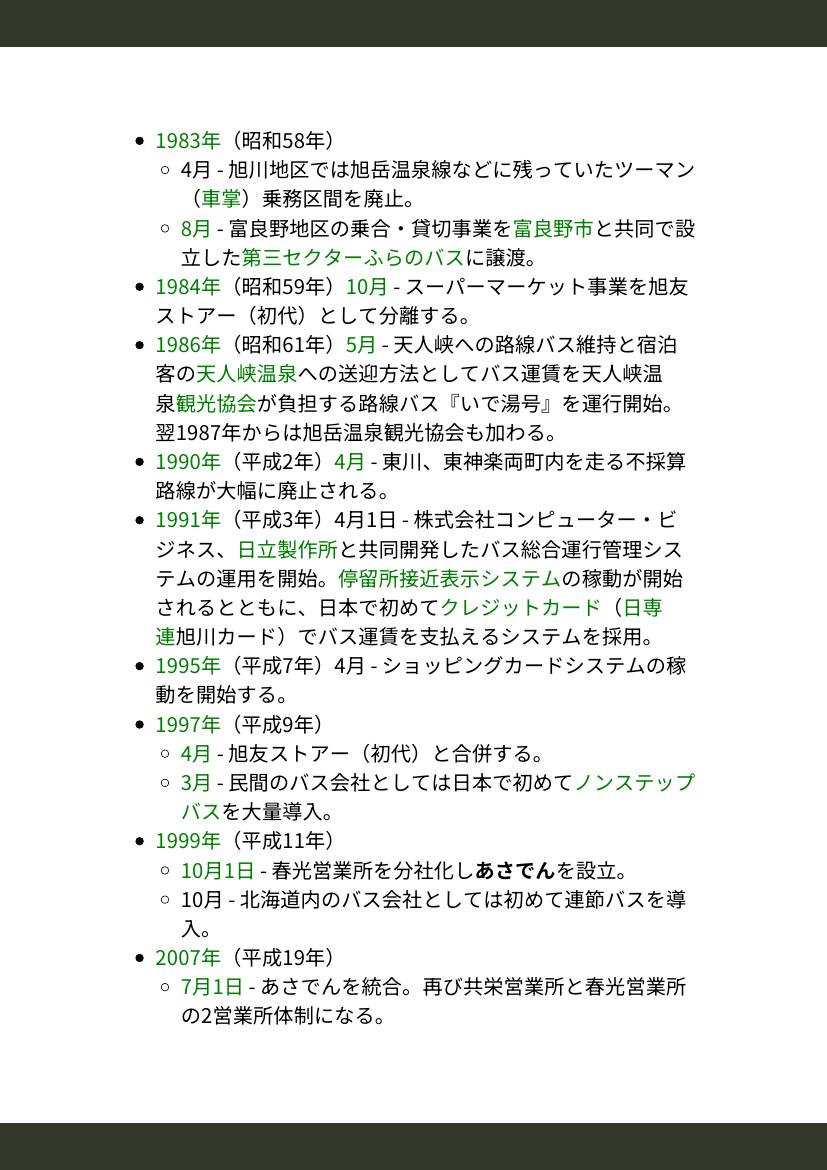 • 1983年（昭和58年）
○ 4月 - 旭川地区では旭岳温泉線などに残っていたツーマン
（車掌）乗務区間を廃止。
○ 8月 - 富良野地区の乗合・貸切事業を富良野市と共同で設
立した第三セクターふらのバスに譲渡。
• 1984年（昭和59年）10月 - スーパーマーケット事業を旭友
ストアー（初代）として分離する。
• 1986年（昭和61年）5月 - 天人峡への路線バス維持と宿泊
客の天人峡温泉への送迎方法としてバス運賃を天人峡温
泉観光協会が負担する路線バス『いで湯号』を運行開始。
翌1987年からは旭岳温泉観光協会も加わる。
• 1990年（平成2年）4月 - 東川、東神楽両町内を走る不採算
路線が大幅に廃止される。
• 1991年（平成3年）4月1日 - 株式会社コンピューター・ビ
ジネス、日立製作所と共同開発したバス総合運行管理シス
テムの運用を開始。停留所接近表示システムの稼動が開始
されるとともに、日本で初めてクレジットカード（日専
連旭川カード）でバス運賃を支払えるシステムを採用。
• 1995年（平成7年）4月 - ショッピングカードシステムの稼
動を開始する。
• 1997年（平成9年）
○ 4月 - 旭友ストアー（初代）と合併する。
○ 3月 - 民間のバス会社としては日本で初めてノンステップ
バスを大量導入。
• 1999年（平成11年）
○ 10月1日 - 春光営業所を分社化しあさでんを設立。
○ 10月 - 北海道内のバス会社としては初めて連節バスを導
入。
• 2007年（平成19年）
○ 7月1日 - あさでんを統合。再び共栄営業所と春光営業所
の2営業所体制になる。